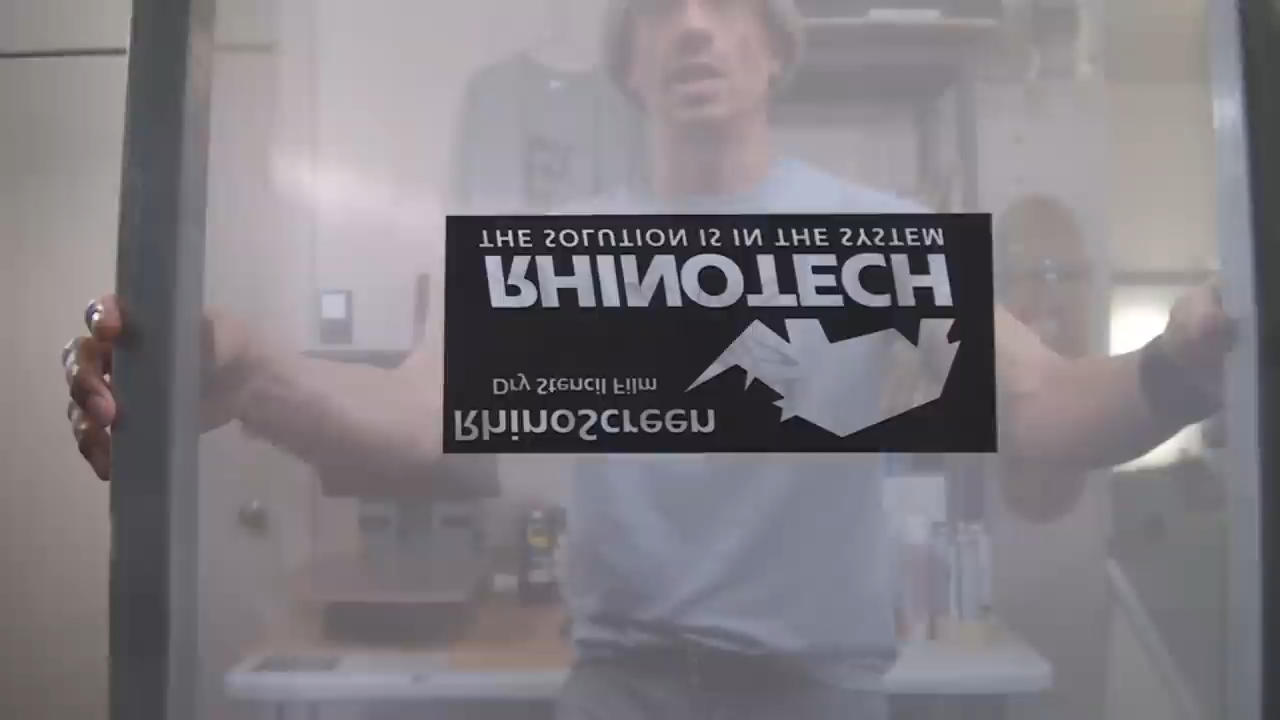 THE SOLUTION IS IN THE SYSTEM
RHINOTECH
Dry Stencil Film
RhinoScreen